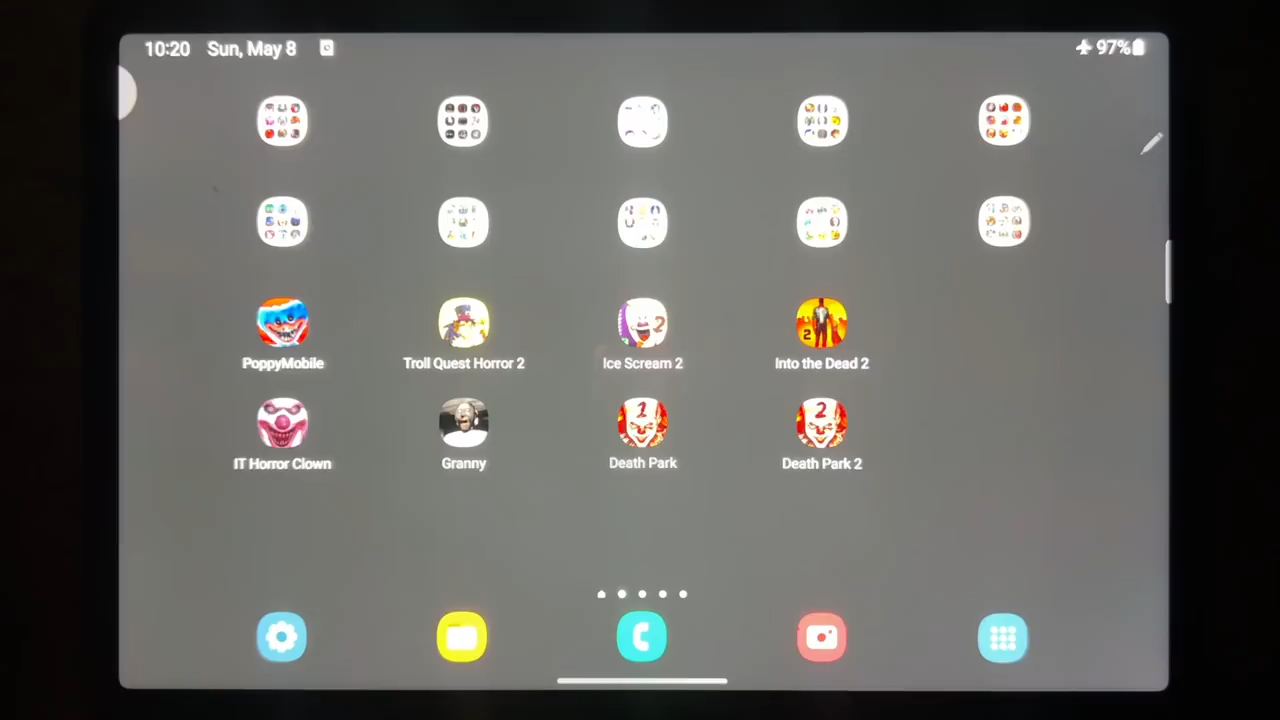 10:20 Sun, May 8 97%
PoppyMobile Troll Quest Horror 2 Ice Scream 2 Into the Dead 2
IT Horror Clown Granny Death Park Death Park 2